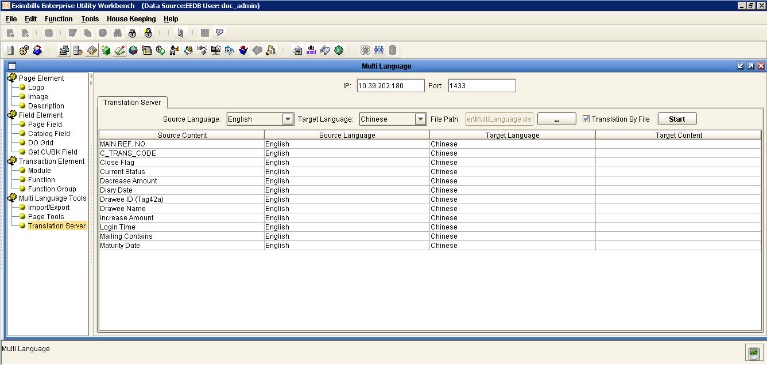 Eximbills Enterprise Utility Workbench (Data Source:EEDB User: doc_admin)
File Edit Function Tools House Keeping Help
Multi Language
Page Element
Logo
Image
Description
Field Element
Page Field
Catalog Field
DO Grid
Get CUBK Field
Transaction Element
Module
Function
Function Group
Multi Language Tools
Import/Export
Page Tools
Translation Server
IP: 10.39.202.180 Port 1433
Translation Server
Source Language: English Target Language: Chinese File Path: en\MultiLanguage.xls ... Translation By File Start
Source Content Source Language Target Language Target Content
MAIN REF. NO. English Chinese
C_TRANS_CODE English Chinese
Close Flag English Chinese
Current Status English Chinese
Decrease Amount English Chinese
Diary Date English Chinese
Drawee ID (Tag42a) English Chinese
Drawee Name English Chinese
Increase Amount English Chinese
Login Time English Chinese
Mailing Contains English Chinese
Maturity Date English Chinese
Multi Language